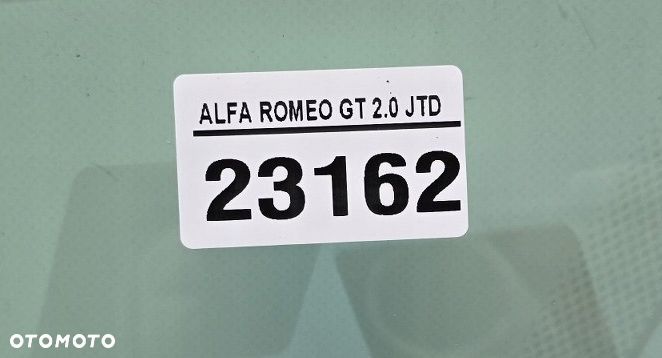 ALFA ROMEO GT 2.0 JTD
23162
OTOMOTO